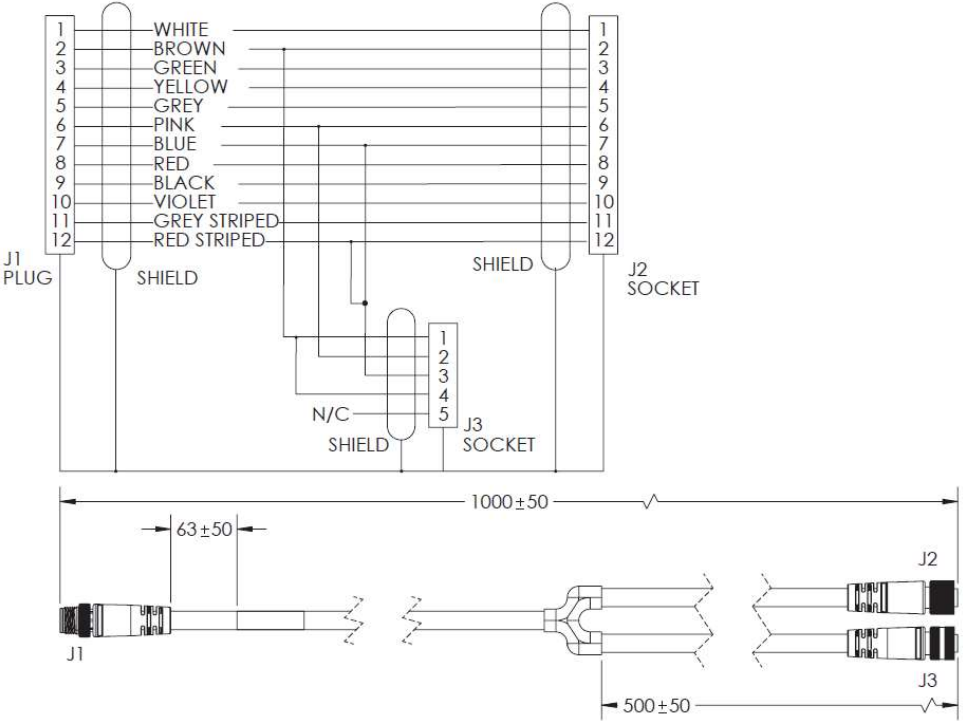 1 WHITE 1
2 BROWN 2
3 GREEN 3
4 YELLOW 4
5 GREY 5
6 PINK 6
7 BLUE 7
8 RED 8
9 BLACK 9
10 VIOLET 10
11 GREY STRIPED 11
12 RED STRIPED 12
J1
PLUG
SHIELD
SHIELD
J2
SOCKET
1
2
3
4
N/C 5
SHIELD
J3
SOCKET
1000±50
63±50
J2
J1
J3
500±50